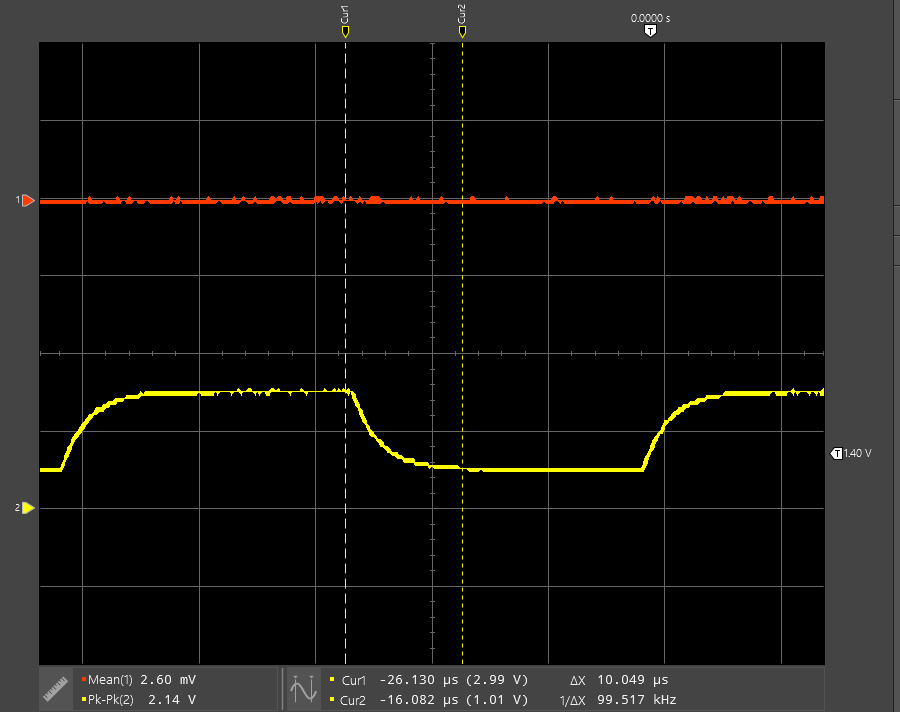 Cur1
Cur2
0.0000 s
T
1
T 1.40 V
2
Mean(1) 2.60 mV
Pk-Pk(2) 2.14 V
Cur1 -26.130 µs (2.99 V)
Cur2 -16.082 µs (1.01 V)
ΔX 10.049 µs
1/ΔX 99.517 kHz